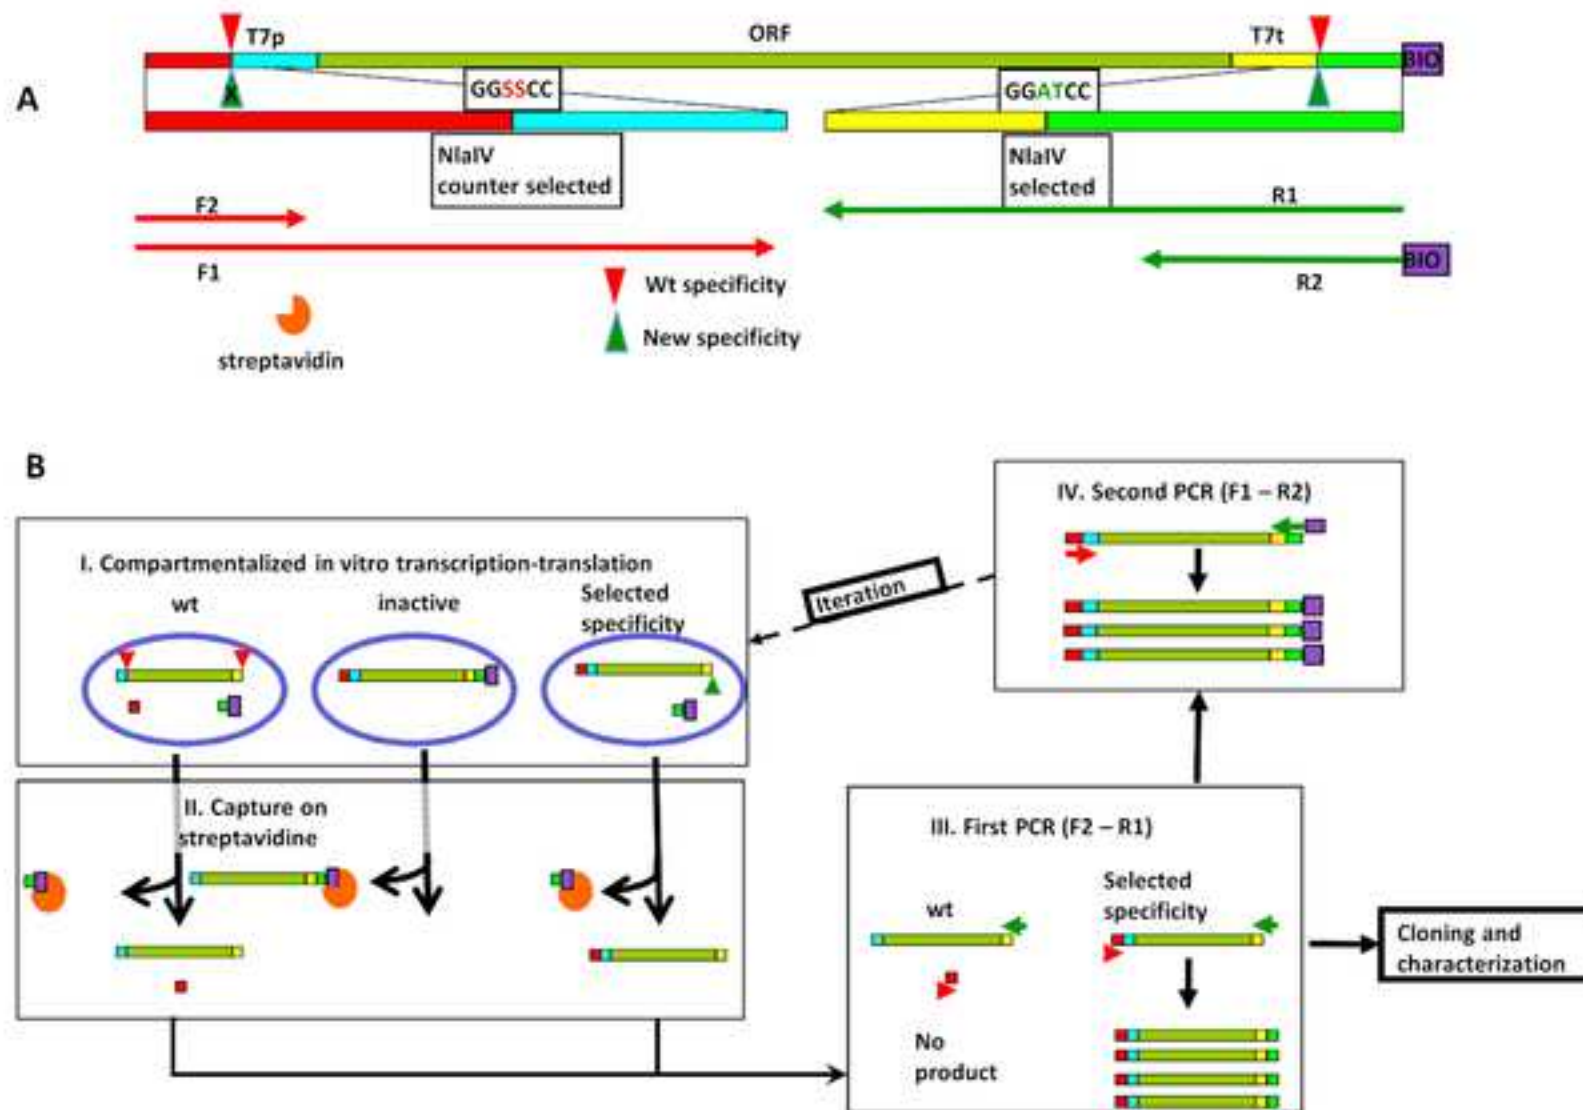 T7p
ORF
T7t
BIO
A
X
GGSSCC
GGATCC
NlaIV
counter selected
NlaIV
selected
F2
R1
F1
BIO
R2
Wt specificity
streptavidin
New specificity
B
IV. Second PCR (F1 – R2)
I. Compartmentalized in vitro transcription-translation
wt
inactive
Selected
specificity
Iteration
II. Capture on
streptavidine
III. First PCR (F2 – R1)
wt
Selected
specificity
No
product
Cloning and
characterization